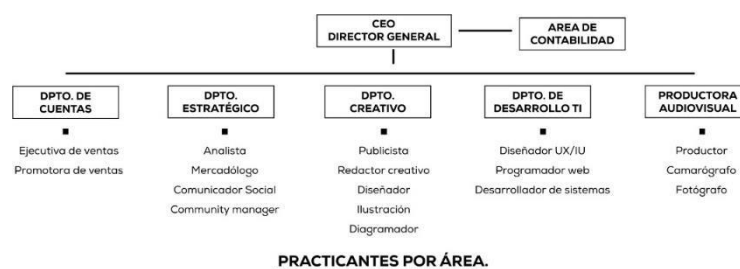 CEO
DIRECTOR GENERAL
AREA DE
CONTABILIDAD
DPTO. DE
CUENTAS
Ejecutiva de ventas
Promotora de ventas
DPTO.
ESTRATÉGICO
Analista
Mercadólogo
Comunicador Social
Community manager
DPTO.
CREATIVO
Publicista
Redactor creativo
Diseñador
Ilustración
Diagramador
DPTO. DE
DESARROLLO TI
Diseñador UX/IU
Programador web
Desarrollador de sistemas
PRODUCTORA
AUDIOVISUAL
Productor
Camarógrafo
Fotógrafo
PRACTICANTES POR ÁREA.